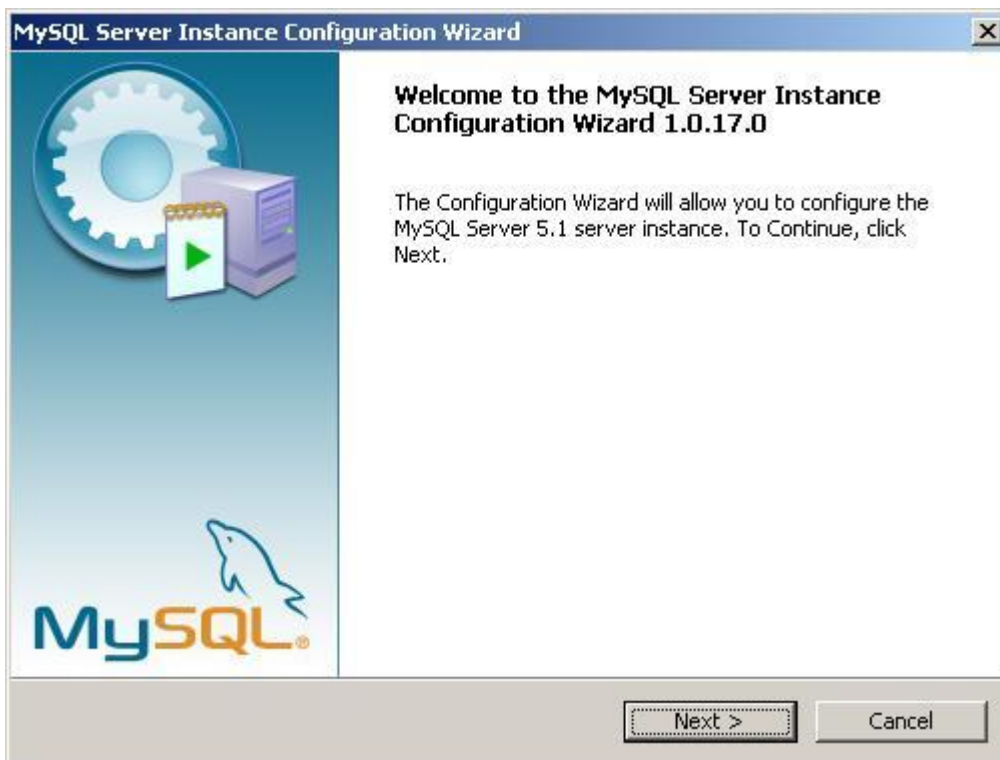 MySQL Server Instance Configuration Wizard
Welcome to the MySQL Server Instance
Configuration Wizard 1.0.17.0
The Configuration Wizard will allow you to configure the
MySQL Server 5.1 server instance. To Continue, click
Next.
MySQL®
Next >
Cancel